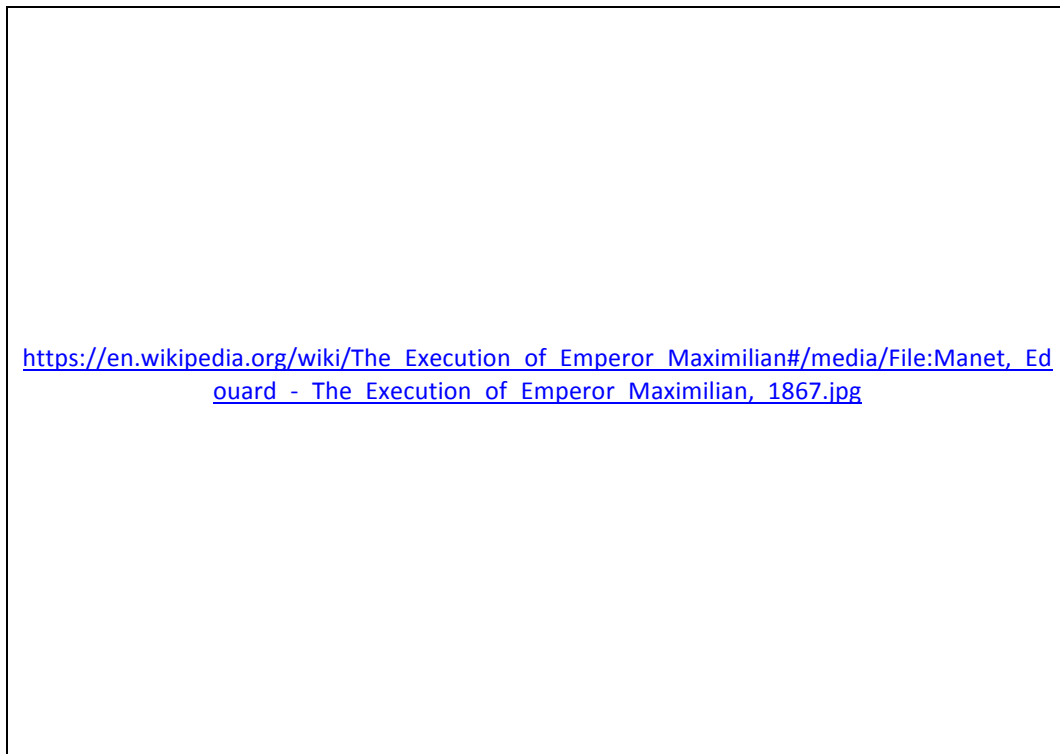 https://en.wikipedia.org/wiki/The_Execution_of_Emperor_Maximilian#/media/File:Manet,_Ed
ouard_-_The_Execution_of_Emperor_Maximilian,_1867.jpg